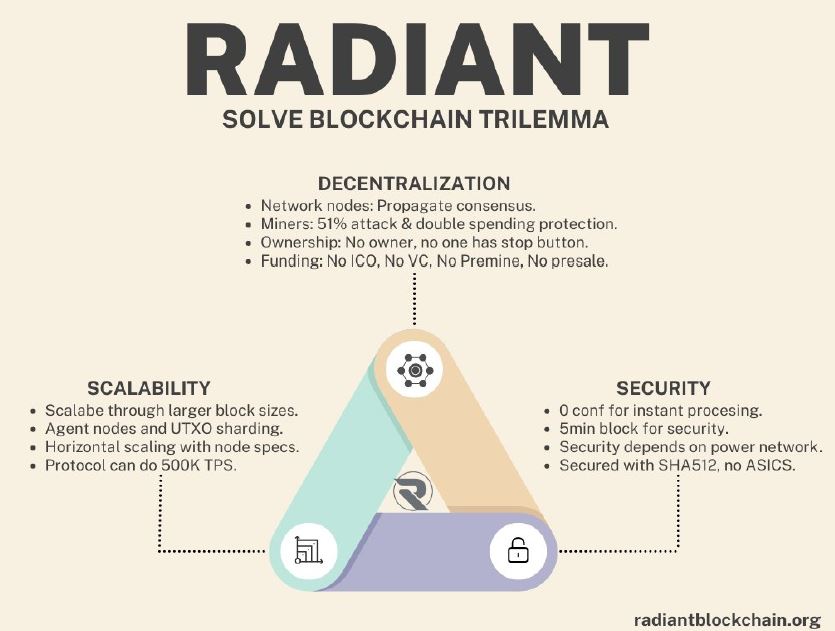 RADIANT
SOLVE BLOCKCHAIN TRILEMMA
DECENTRALIZATION
• Network nodes: Propagate consensus.
• Miners: 51% attack & double spending protection.
• Ownership: No owner, no one has stop button.
• Funding: No ICO, No VC, No Premine, No presale.
SCALABILITY
• Scalabe through larger block sizes.
• Agent nodes and UTXO sharding.
• Horizontal scaling with node specs.
• Protocol can do 500K TPS.
SECURITY
• 0 conf for instant procesing.
• 5min block for security.
• Security depends on power network.
• Secured with SHA512, no ASICS.
radiantblockchain.org